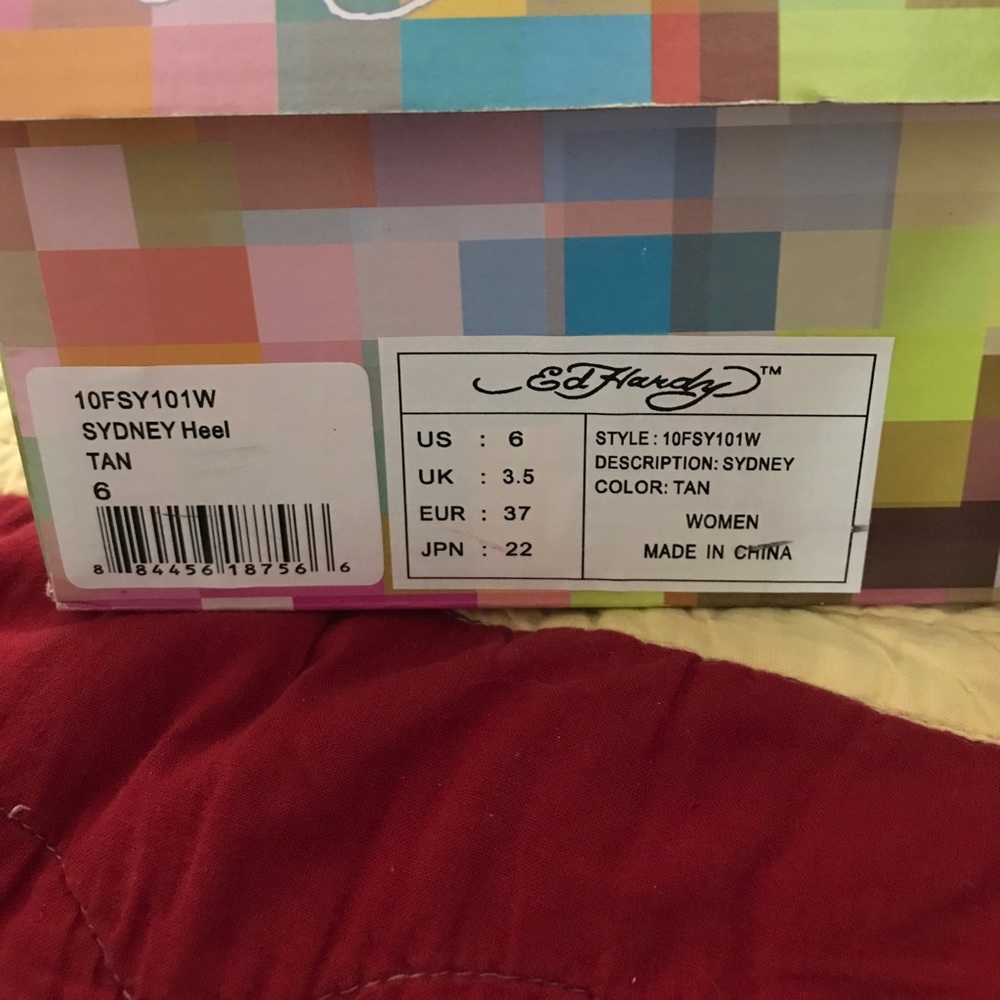 10FSY101W
SYDNEY Heel
TAN
6
8 84456 18756 6
Ed Hardy™
US : 6
UK : 3.5
EUR : 37
JPN : 22
STYLE : 10FSY101W
DESCRIPTION: SYDNEY
COLOR: TAN
WOMEN
MADE IN CHINA